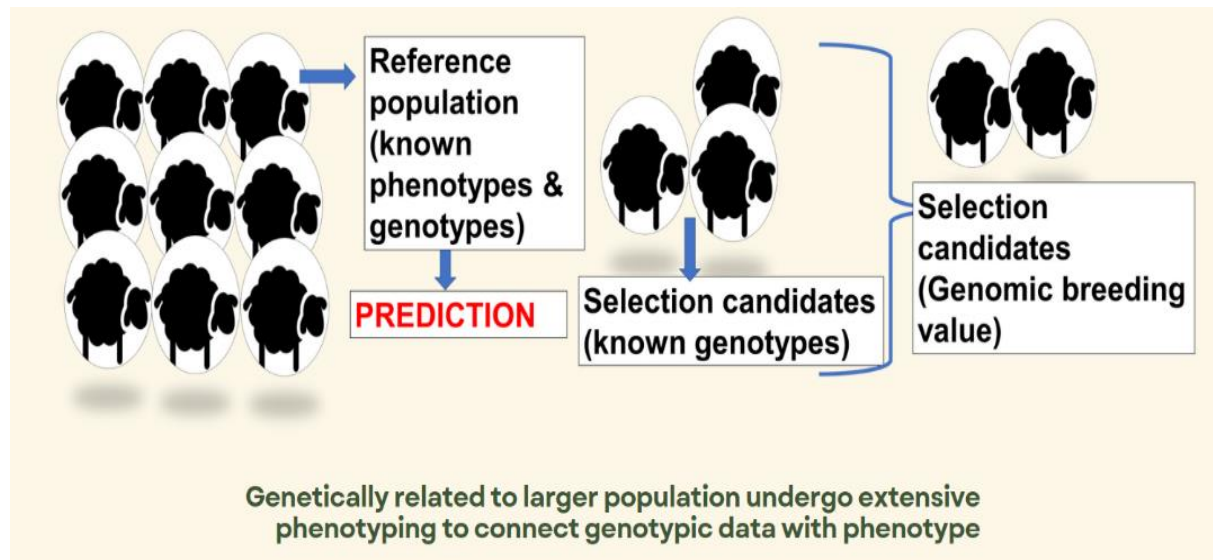 Reference
population
(known
phenotypes &
genotypes)
PREDICTION
Selection candidates
(known genotypes)
Selection
candidates
(Genomic breeding
value)
Genetically related to larger population undergo extensive
phenotyping to connect genotypic data with phenotype